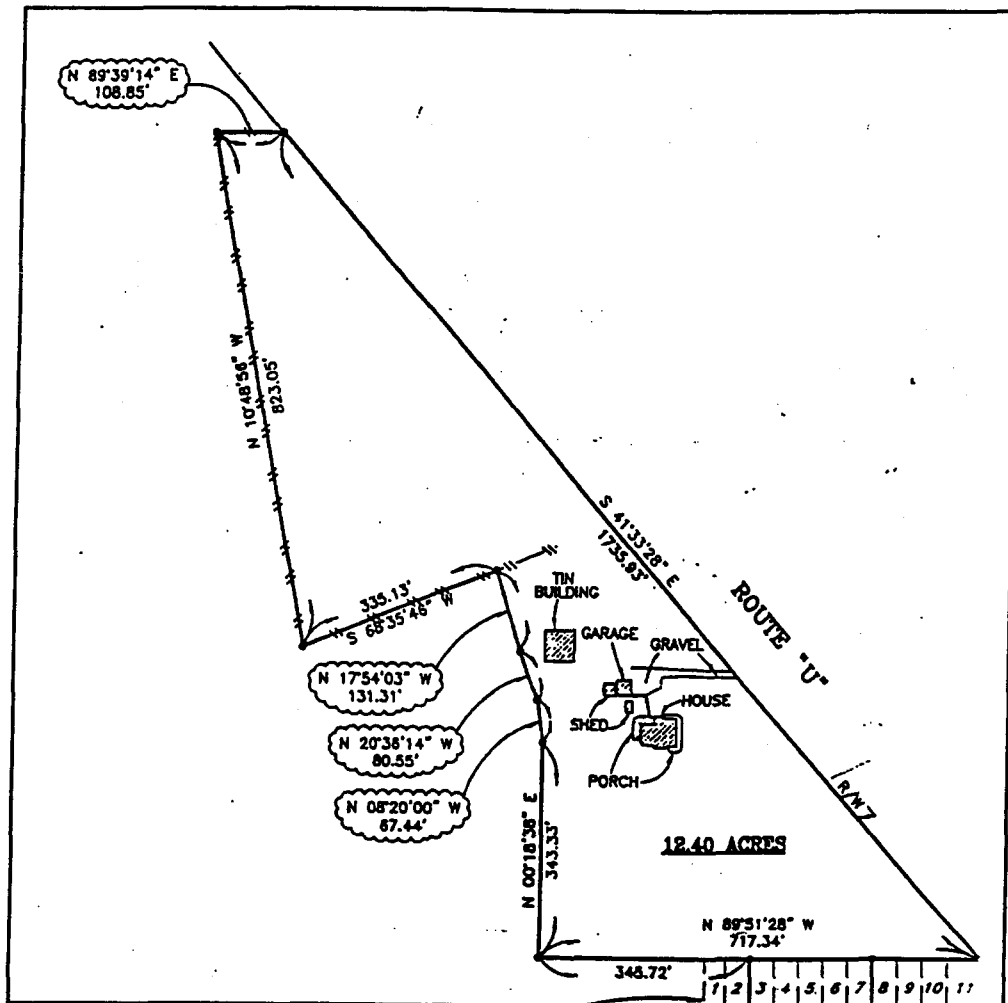 N 89°39'14" E
108.85'
N 10°48'56" W
823.05'
S 41°33'28" E
1735.93'
335.13'
S 68°35'46" W
TIN
BUILDING
GARAGE
GRAVEL
ROUTE "U"
N 17°54'03" W
131.31'
SHED
HOUSE
N 20°36'14" W
80.55'
PORCH
R/W
N 08°20'00" W
67.44'
N 00°18'38" E
343.33'
12.40 ACRES
N 89°51'28" W
717.34'
345.72'
1 2 3 4 5 6 7 8 9 10 11